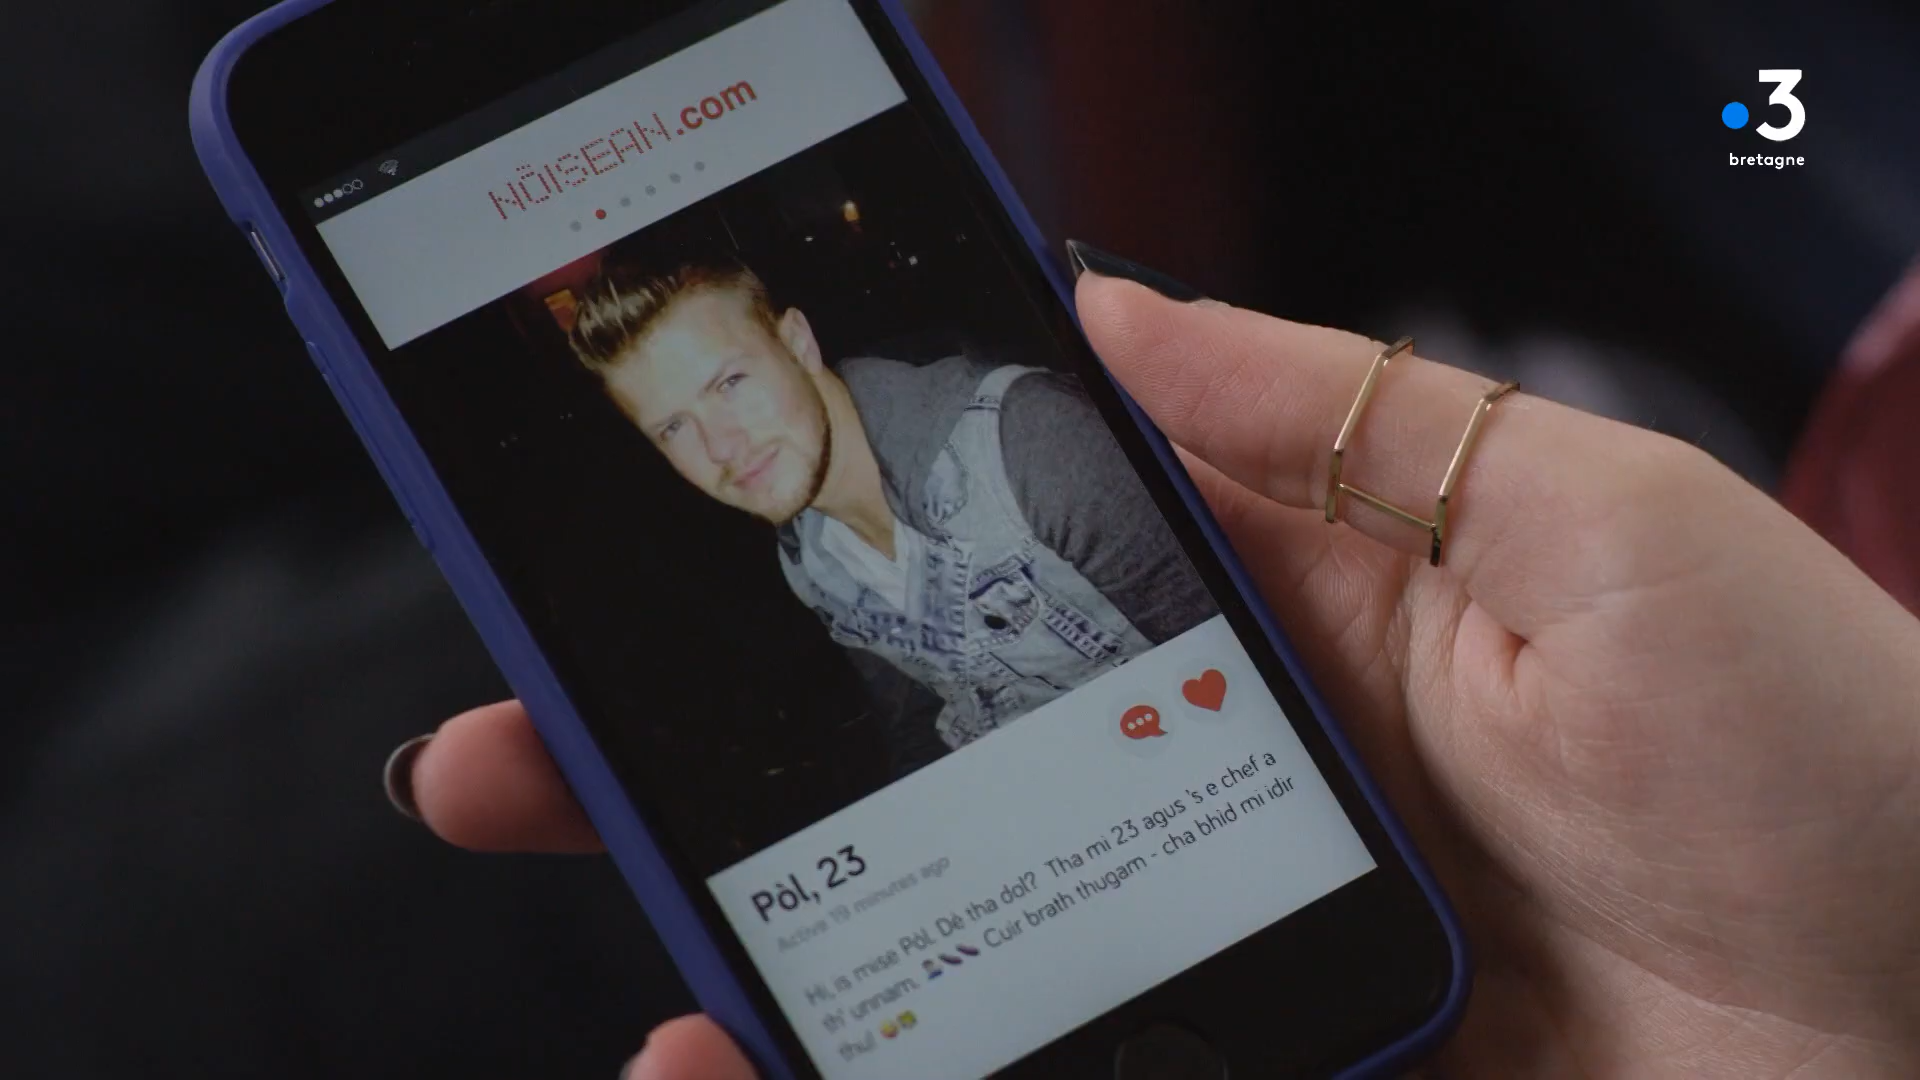 3
bretagne
NÖISEAN.com
Pòl, 23
Active 19 minutes ago
Hi, is mise Pòl. Dè tha dol? Tha mi 23 agus 's e chef a
th' unnam. Cuir brath thugam - cha bhid mi idir
thu!